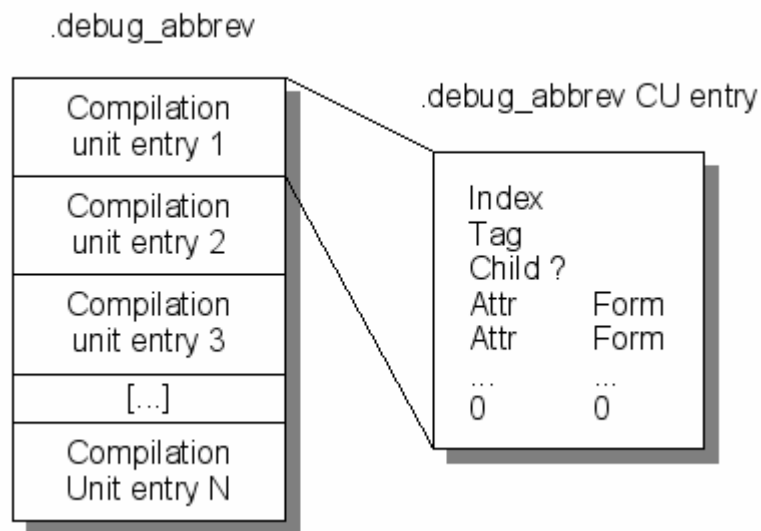 .debug_abbrev
Compilation
unit entry 1
Compilation
unit entry 2
Compilation
unit entry 3
[...]
Compilation
Unit entry N
.debug_abbrev CU entry
Index
Tag
Child ?
Attr Form
Attr Form
... ...
0 0